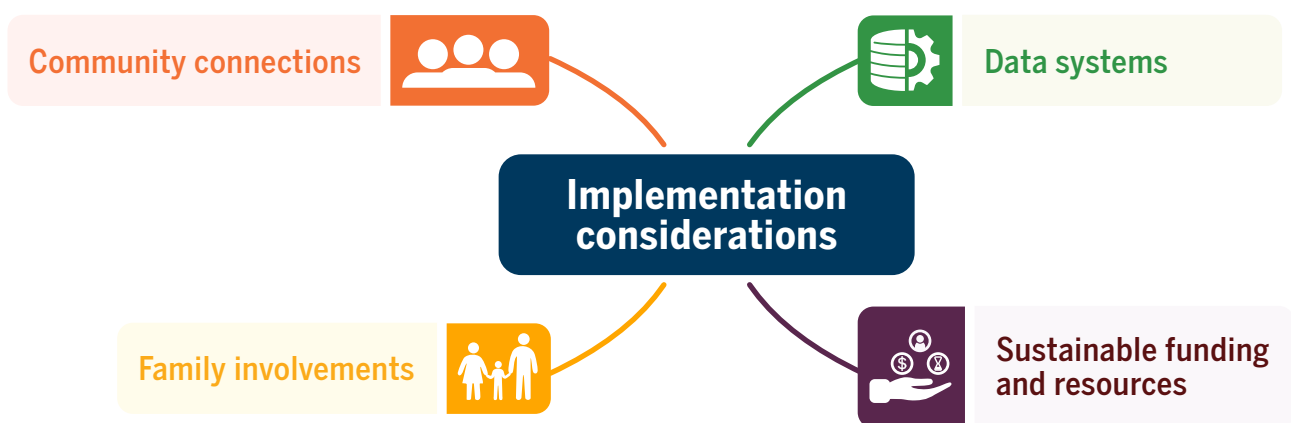 Community connections
Data systems
Implementation
considerations
Family involvements
Sustainable funding
and resources
$